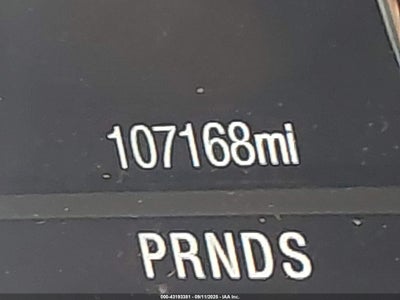 107168mi
PRNDS
000-43193381 - 09/11/2025 - IAA Inc.